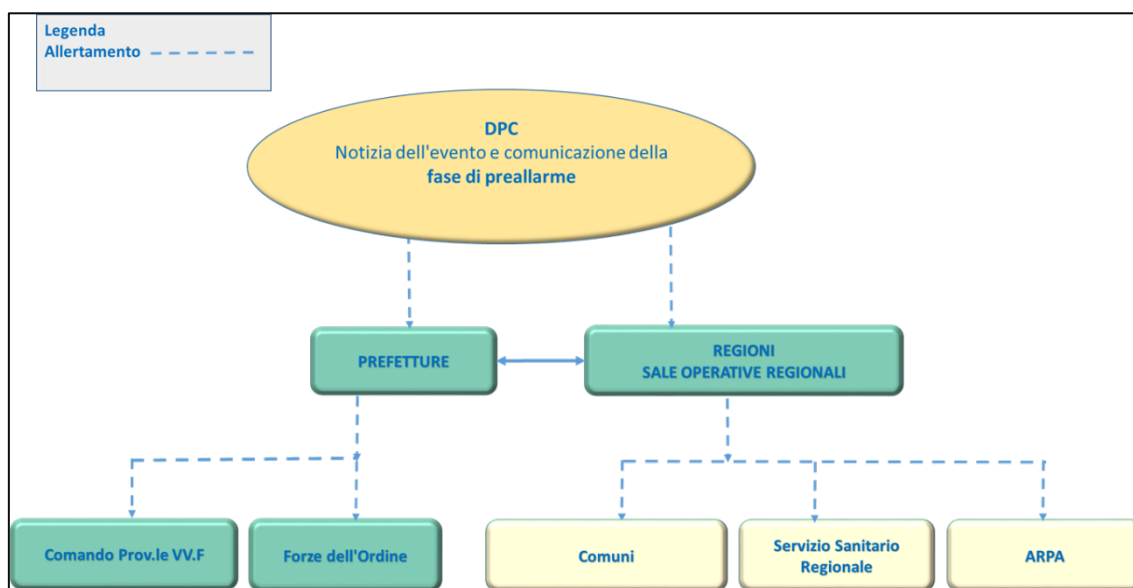 Legenda
Allertamento
DPC
Notizia dell'evento e comunicazione della
fase di preallarme
PREFETTURE
REGIONI
SALE OPERATIVE REGIONALI
Comando Prov.le VV.F
Forze dell'Ordine
Comuni
Servizio Sanitario
Regionale
ARPA